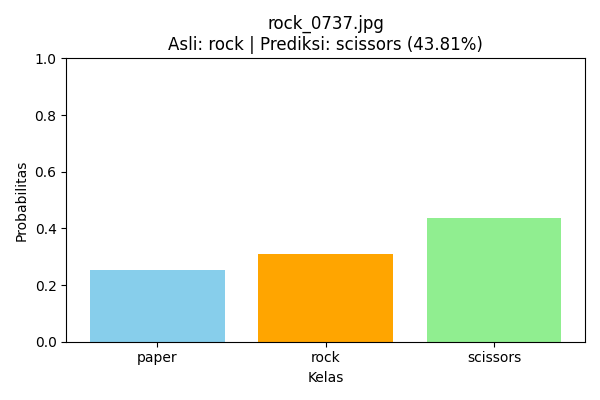 rock_0737.jpg
Asli: rock | Prediksi: scissors (43.81%)
Probabilitas
1.0
0.8
0.6
0.4
0.2
0.0
paper
rock
scissors
Kelas